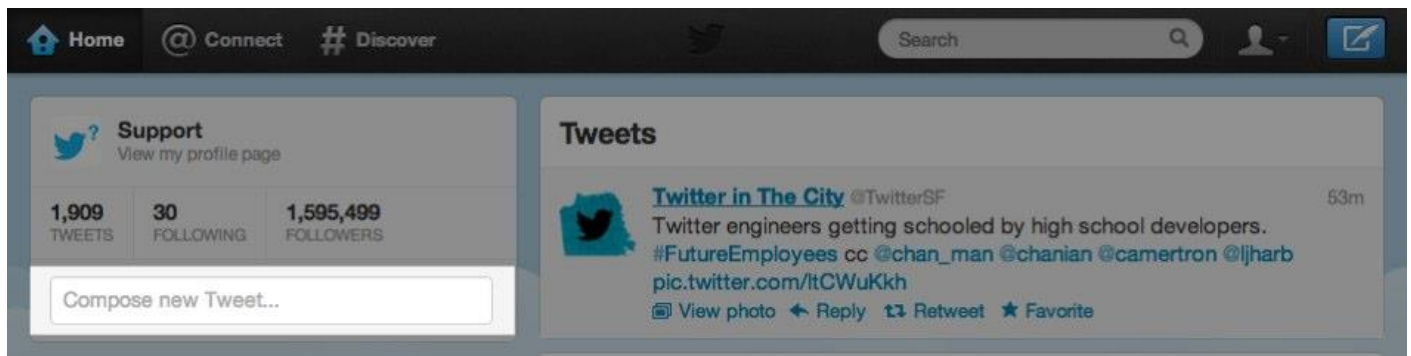 Home @ Connect # Discover
Search
Support
View my profile page
1,909
TWEETS
30
FOLLOWING
1,595,499
FOLLOWERS
Compose new Tweet...
Tweets
Twitter in The City @TwitterSF 53m
Twitter engineers getting schooled by high school developers.
#FutureEmployees cc @chan_man @chanian @camertron @ljharb
pic.twitter.com/ltCWuKkh
View photo Reply Retweet Favorite